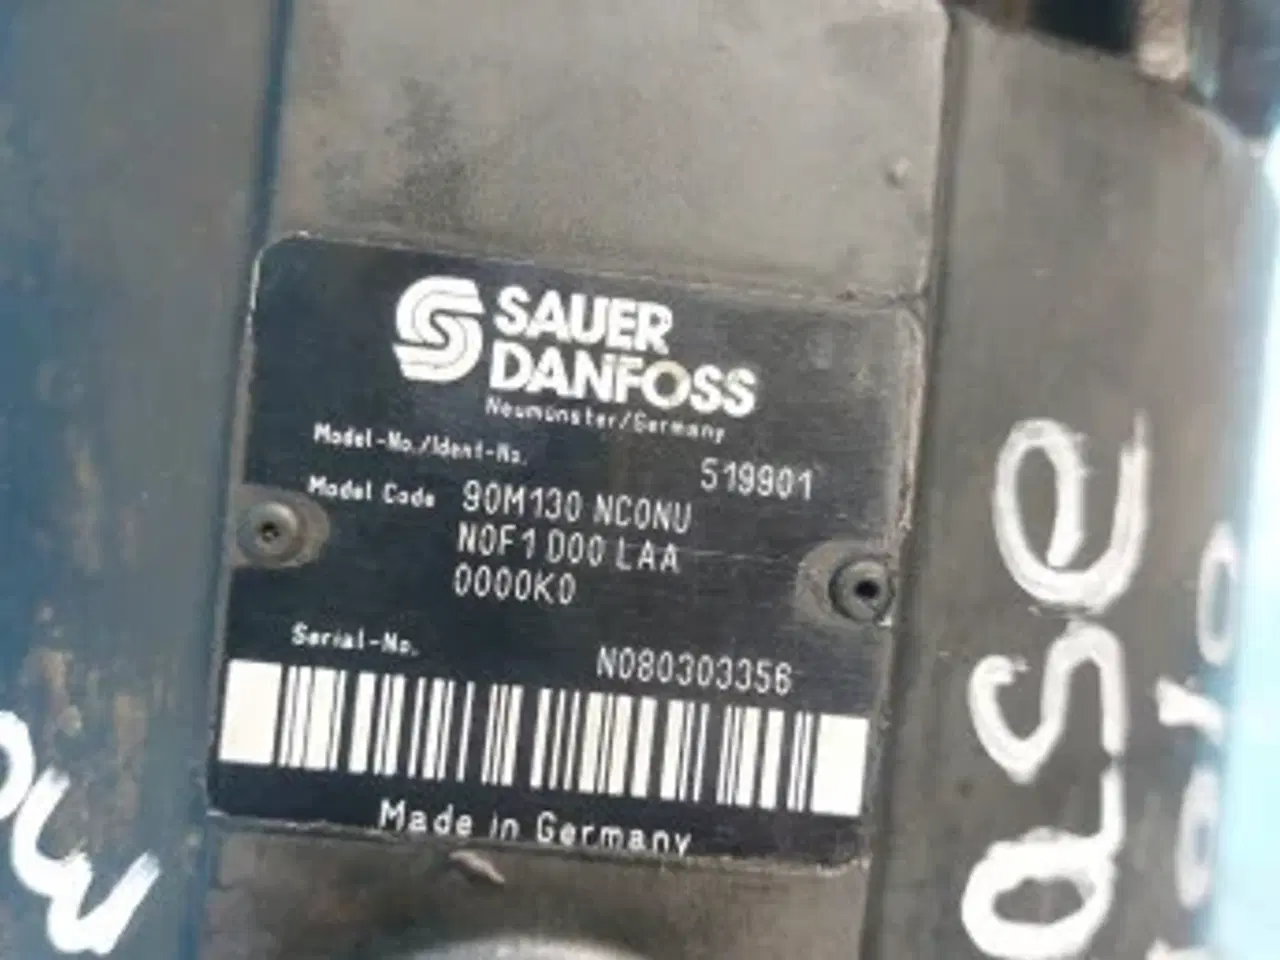 SAUER
DANFOSS
Neumünster/Germany
Model-No./Ident-No. 519901
Model Code 90M130 NC0NU
N0F1 D00 LAA
0000K0
Serial-No. N080303356
Made in Germany
ase